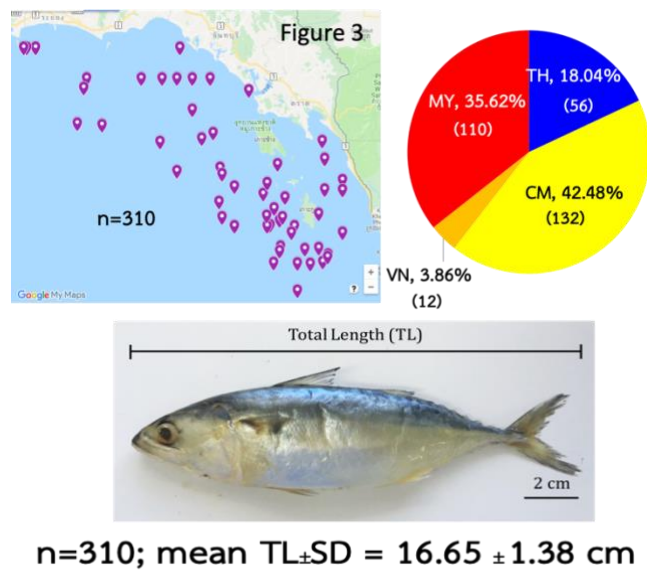 Figure 3
n=310
Google My Maps
TH, 18.04%
(56)
MY, 35.62%
(110)
CM, 42.48%
(132)
VN, 3.86%
(12)
Total Length (TL)
2 cm
n=310; mean TL±SD = 16.65 ±1.38 cm